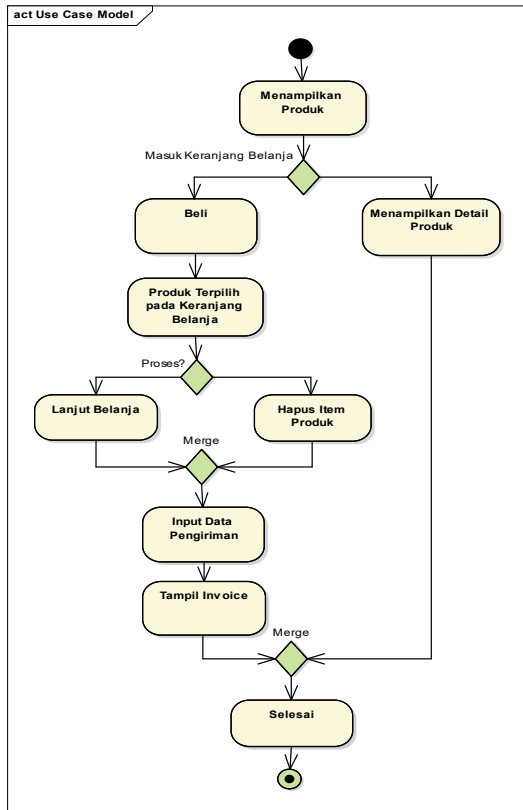 act Use Case Model
Menampilkan
Produk
Masuk Keranjang Belanja
Beli
Menampilkan Detail
Produk
Produk Terpilih
pada Keranjang
Belanja
Proses?
Lanjut Belanja
Hapus Item
Produk
Merge
Input Data
Pengiriman
Tampil Invoice
Merge
Selesai